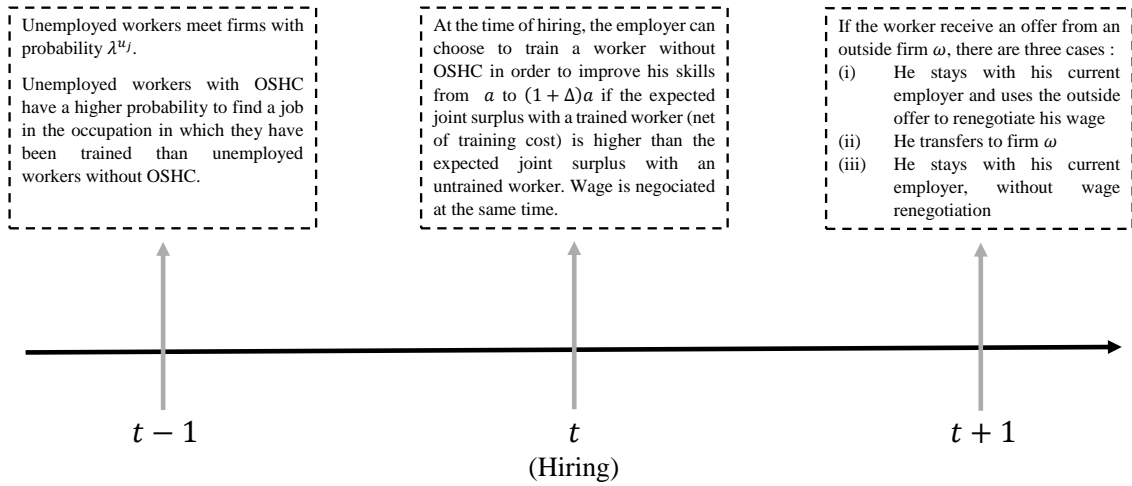 Unemployed workers meet firms with
probability λ^{u_j}.
Unemployed workers with OSHC
have a higher probability to find a job
in the occupation in which they have
been trained than unemployed
workers without OSHC.
At the time of hiring, the employer can
choose to train a worker without
OSHC in order to improve his skills
from a to (1 + Δ)a if the expected
joint surplus with a trained worker (net
of training cost) is higher than the
expected joint surplus with an
untrained worker. Wage is negociated
at the same time.
If the worker receive an offer from an
outside firm ω, there are three cases :
(i) He stays with his current
employer and uses the outside
offer to renegotiate his wage
(ii) He transfers to firm ω
(iii) He stays with his current
employer, without wage
renegotiation
t − 1
t
(Hiring)
t + 1